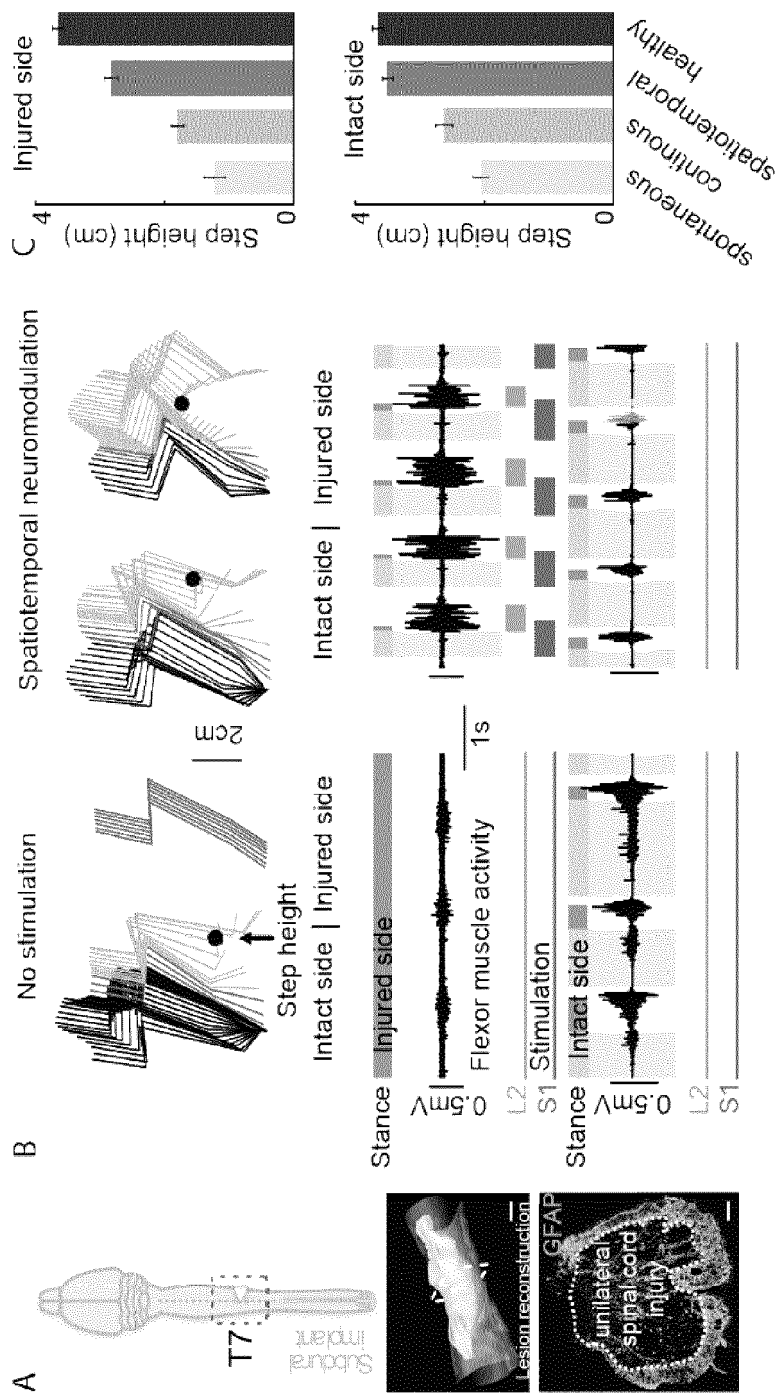 A
T7
Subdural
implant
Lesion reconstruction
GFAP
unilateral
spinal cord
injury
B
No stimulation
Spatiotemporal neuromodulation
2cm
Step height
Intact side | Injured side
Intact side | Injured side
Stance
Injured side
0.5mV
Flexor muscle activity
1s
L2
S1
Stimulation
Stance
Intact side
0.5mV
L2
S1
C
Injured side
4
Step height (cm)
0
Intact side
4
Step height (cm)
0
spontaneous
continous
spatiotemporal
healthy